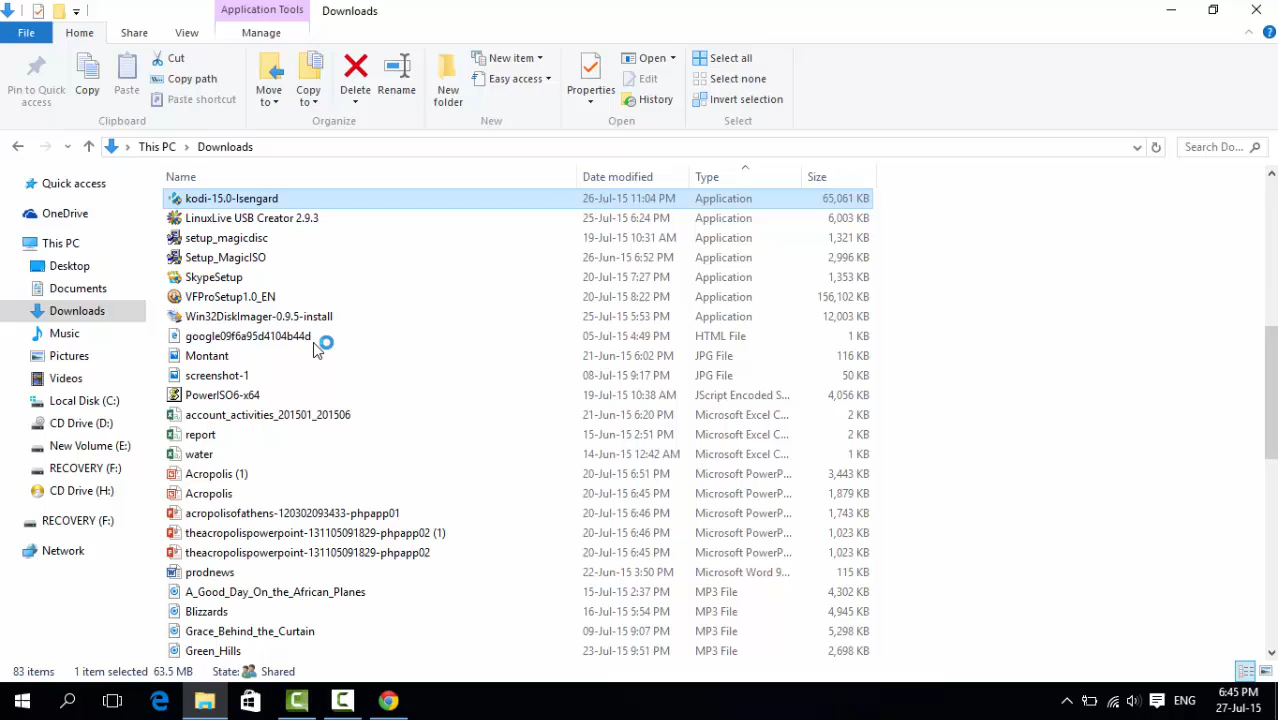 Application Tools Downloads
File Home Share View Manage
Pin to Quick access
Copy
Paste
Cut
Copy path
Paste shortcut
Clipboard
Move to
Copy to
Delete
Rename
Organize
New folder
New item
Easy access
New
Properties
Open
Edit
History
Open
Select all
Select none
Invert selection
Select
This PC > Downloads
Search Do...
Name Date modified Type Size
Quick access
OneDrive
This PC
Desktop
Documents
Downloads
Music
Pictures
Videos
Local Disk (C:)
CD Drive (D:)
New Volume (E:)
RECOVERY (F:)
CD Drive (H:)
RECOVERY (F:)
Network
kodi-15.0-Isengard 26-Jul-15 11:04 PM Application 65,061 KB
LinuxLive USB Creator 2.9.3 25-Jul-15 6:24 PM Application 6,003 KB
setup_magicdisc 19-Jul-15 10:31 AM Application 1,321 KB
Setup_MagicISO 26-Jun-15 6:52 PM Application 2,996 KB
SkypeSetup 20-Jul-15 7:27 PM Application 1,353 KB
VFProSetup1.0_EN 20-Jul-15 8:22 PM Application 156,102 KB
Win32DiskImager-0.9.5-install 25-Jul-15 5:53 PM Application 12,003 KB
google09f6a95d4104b44d 05-Jul-15 4:49 PM HTML File 1 KB
Montant 21-Jun-15 6:02 PM JPG File 116 KB
screenshot-1 08-Jul-15 9:17 PM JPG File 50 KB
PowerISO6-x64 19-Jul-15 10:38 AM JScript Encoded S... 4,056 KB
account_activities_201501_201506 21-Jun-15 6:20 PM Microsoft Excel C... 2 KB
report 15-Jun-15 2:51 PM Microsoft Excel C... 2 KB
water 14-Jun-15 12:42 AM Microsoft Excel C... 1 KB
Acropolis (1) 20-Jul-15 6:51 PM Microsoft PowerP... 3,443 KB
Acropolis 20-Jul-15 6:45 PM Microsoft PowerP... 1,879 KB
acropolisofathens-120302093433-phpapp01 20-Jul-15 6:46 PM Microsoft PowerP... 1,743 KB
theacropolispowerpoint-131105091829-phpapp02 (1) 20-Jul-15 6:46 PM Microsoft PowerP... 1,023 KB
theacropolispowerpoint-131105091829-phpapp02 20-Jul-15 6:45 PM Microsoft PowerP... 1,023 KB
prodnews 22-Jun-15 3:50 PM Microsoft Word 9... 115 KB
A_Good_Day_On_the_African_Planes 15-Jul-15 2:37 PM MP3 File 4,302 KB
Blizzards 16-Jul-15 5:54 PM MP3 File 4,945 KB
Grace_Behind_the_Curtain 09-Jul-15 9:07 PM MP3 File 5,298 KB
Green_Hills 23-Jul-15 9:51 PM MP3 File 2,698 KB
83 items 1 item selected 63.5 MB State: Shared
ENG
6:45 PM
27-Jul-15